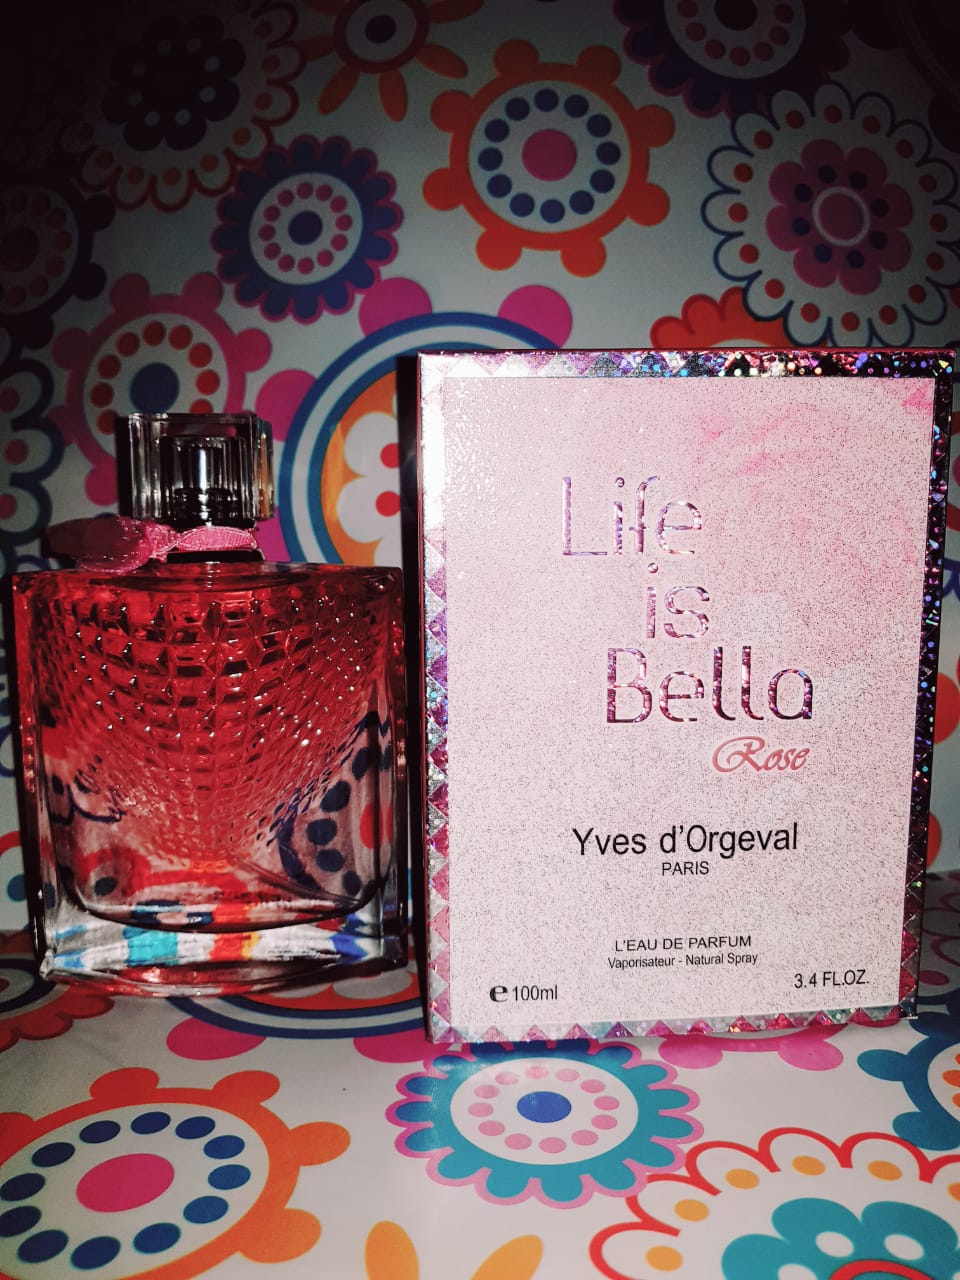 Life
is
Bella
Rose
Yves d'Orgeval
PARIS
L'EAU DE PARFUM
Vaporisateur - Natural Spray
e 100ml
3.4 FL.OZ.